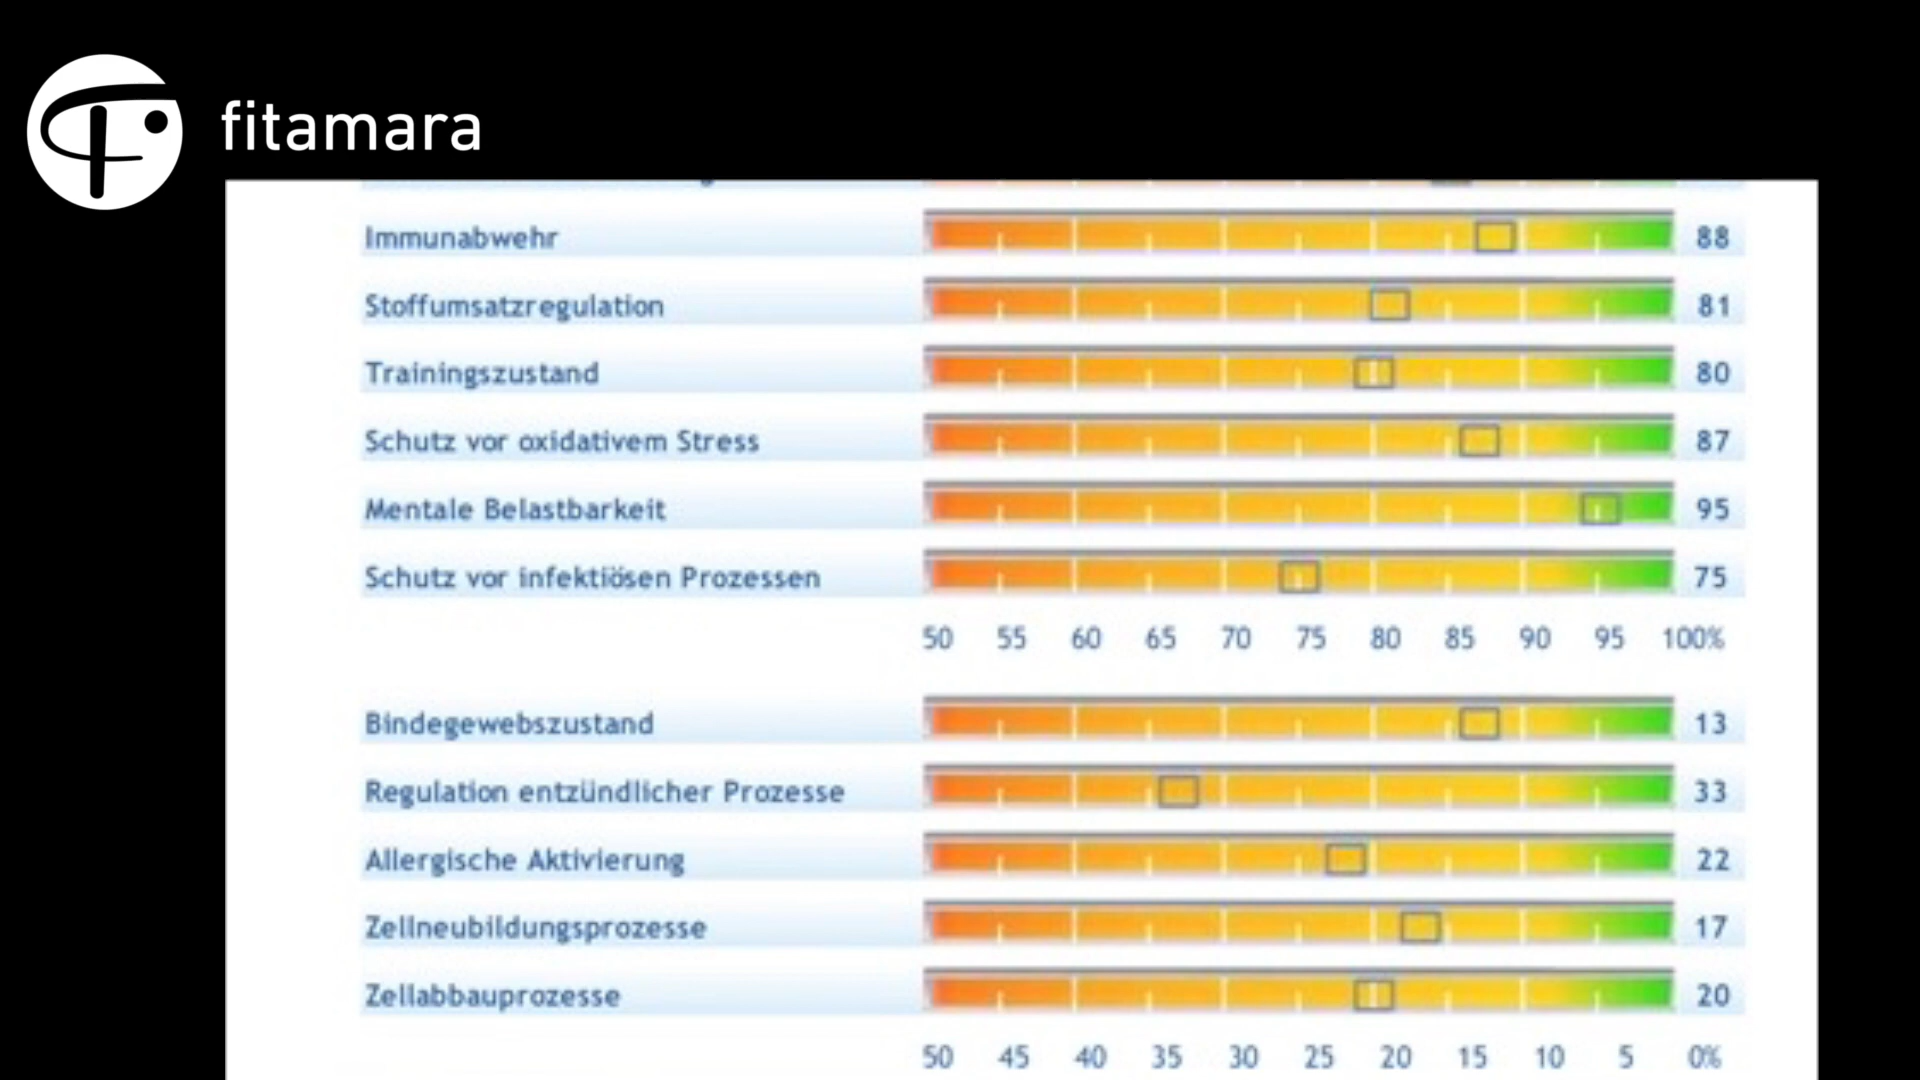 fitamara
Immunabwehr 88
Stoffumsatzregulation 81
Trainingszustand 80
Schutz vor oxidativem Stress 87
Mentale Belastbarkeit 95
Schutz vor infektiösen Prozessen 75
50 55 60 65 70 75 80 85 90 95 100%
Bindegewebszustand 13
Regulation entzündlicher Prozesse 33
Allergische Aktivierung 22
Zellneubildungsprozesse 17
Zellabbauprozesse 20
50 45 40 35 30 25 20 15 10 5 0%